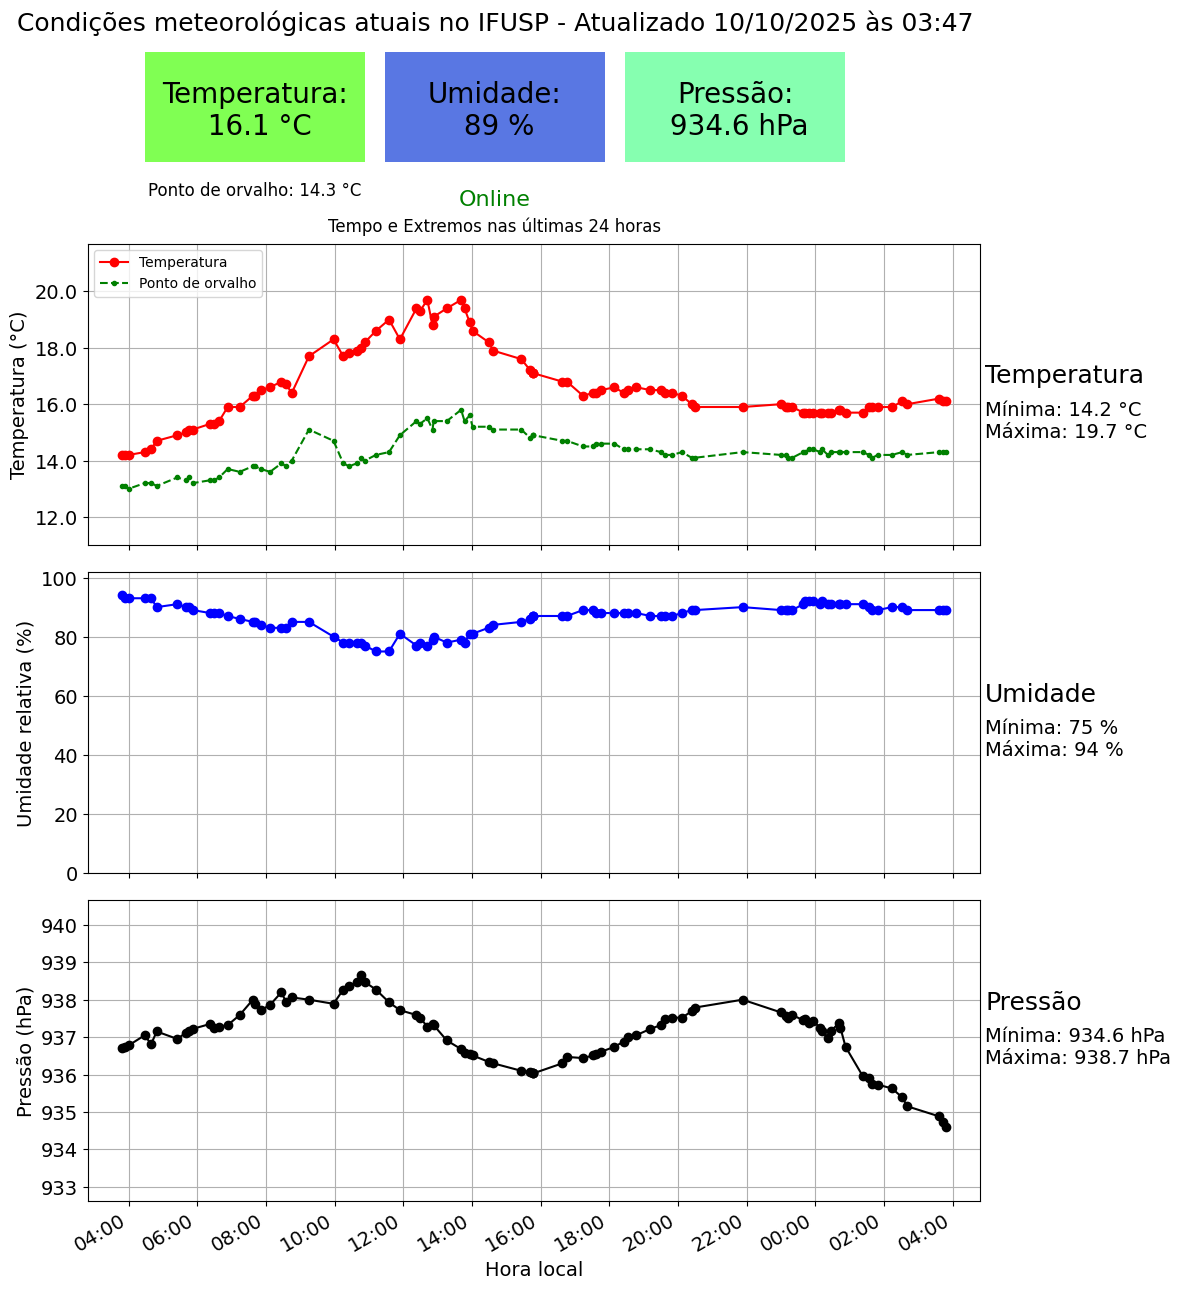 Condições meteorológicas atuais no IFUSP - Atualizado 10/10/2025 às 03:47
Temperatura:
16.1 °C
Umidade:
89 %
Pressão:
934.6 hPa
Ponto de orvalho: 14.3 °C
Online
Tempo e Extremos nas últimas 24 horas
Temperatura
Ponto de orvalho
Temperatura (°C)
20.0
18.0
16.0
14.0
12.0
Temperatura
Mínima: 14.2 °C
Máxima: 19.7 °C
Umidade relativa (%)
100
80
60
40
20
0
Umidade
Mínima: 75 %
Máxima: 94 %
Pressão (hPa)
940
939
938
937
936
935
934
933
Pressão
Mínima: 934.6 hPa
Máxima: 938.7 hPa
04:00 06:00 08:00 10:00 12:00 14:00 16:00 18:00 20:00 22:00 00:00 02:00 04:00
Hora local